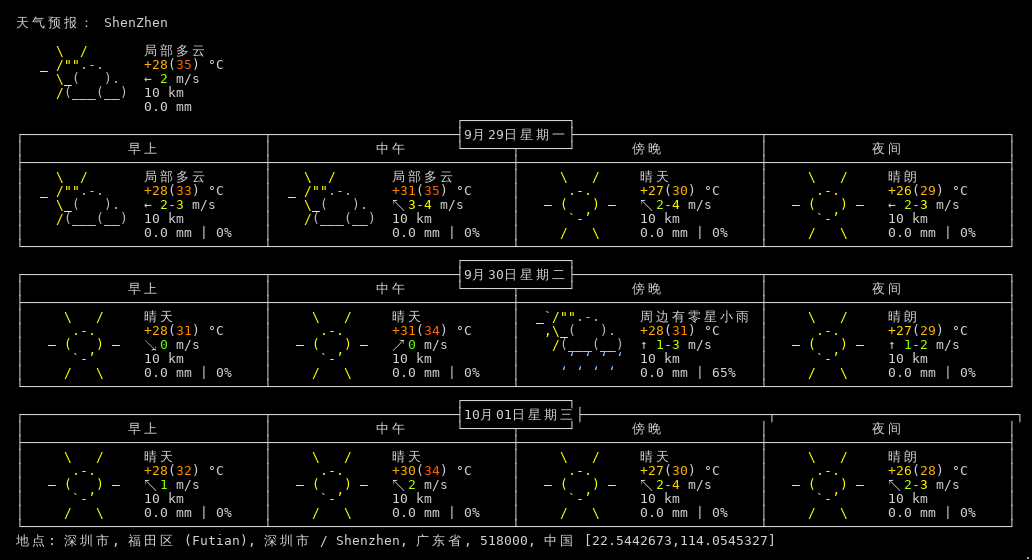 天气预报： ShenZhen
局部多云
+28(35) °C
← 2 m/s
10 km
0.0 mm
9月29日星期一
早上 中午 傍晚 夜间
局部多云 局部多云 晴天 晴朗
+28(33) °C +31(35) °C +27(30) °C +26(29) °C
← 2-3 m/s ↖ 3-4 m/s ↖ 2-4 m/s ← 2-3 m/s
10 km 10 km 10 km 10 km
0.0 mm | 0% 0.0 mm | 0% 0.0 mm | 0% 0.0 mm | 0%
9月30日星期二
早上 中午 傍晚 夜间
晴天 晴天 周边有零星小雨 晴朗
+28(31) °C +31(34) °C +28(31) °C +27(29) °C
↘ 0 m/s ↗ 0 m/s ↑ 1-3 m/s ↑ 1-2 m/s
10 km 10 km 10 km 10 km
0.0 mm | 0% 0.0 mm | 0% 0.0 mm | 65% 0.0 mm | 0%
10月01日星期三
早上 中午 傍晚 夜间
晴天 晴天 晴天 晴朗
+28(32) °C +30(34) °C +27(30) °C +26(28) °C
↖ 1 m/s ↖ 2 m/s ↖ 2-4 m/s ↖ 2-3 m/s
10 km 10 km 10 km 10 km
0.0 mm | 0% 0.0 mm | 0% 0.0 mm | 0% 0.0 mm | 0%
地点: 深圳市, 福田区 (Futian), 深圳市 / Shenzhen, 广东省, 518000, 中国 [22.5442673,114.0545327]